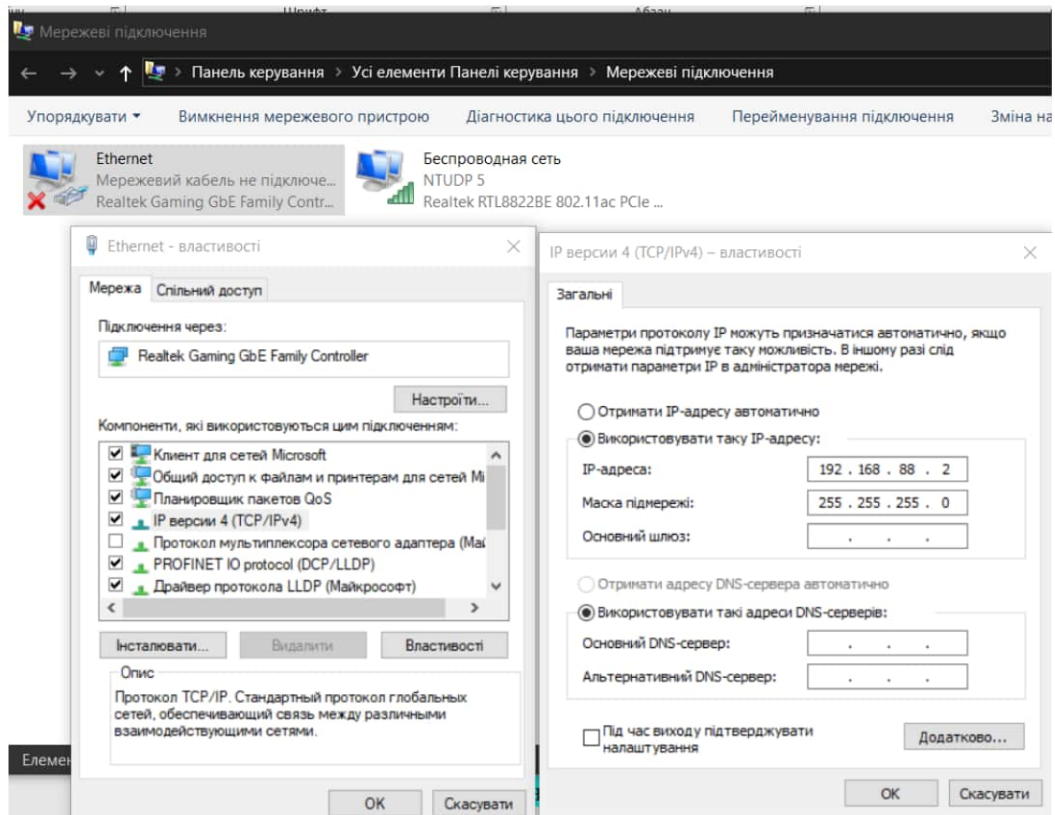 Шрифт
Абзац
Мережеві підключення
Панель керування > Усі елементи Панелі керування > Мережеві підключення
Упорядкувати Вимкнення мережевого пристрою Діагностика цього підключення Перейменування підключення Зміна на
Ethernet
Мережевий кабель не підключе...
Realtek Gaming GbE Family Contr...
Беспроводная сеть
NTUDP 5
Realtek RTL8822BE 802.11ac PCIe ...
Ethernet - властивості
Мережа Спільний доступ
Підключення через:
Realtek Gaming GbE Family Controller
Настроїти...
Компоненти, які використовуються цим підключенням:
Клиент для сетей Microsoft
Общий доступ к файлам и принтерам для сетей Mi
Планировщик пакетов QoS
IP версии 4 (TCP/IPv4)
Протокол мультиплексора сетевого адаптера (Май
PROFINET IO protocol (DCP/LLDP)
Драйвер протокола LLDP (Майкрософт)
Інсталювати... Видалити Властивості
Опис
Протокол TCP/IP. Стандартный протокол глобальных
сетей, обеспечивающий связь между различными
взаимодействующими сетями.
Елемен
OK Скасувати
IP версии 4 (TCP/IPv4) – властивості
Загальні
Параметри протоколу IP можуть призначатися автоматично, якщо
ваша мережа підтримує таку можливість. В іншому разі слід
отримати параметри IP в адміністратора мережі.
Отримати IP-адресу автоматично
Використовувати таку IP-адресу:
IP-адреса: 192 . 168 . 88 . 2
Маска підмережі: 255 . 255 . 255 . 0
Основний шлюз: . . .
Отримати адресу DNS-сервера автоматично
Використовувати такі адреси DNS-серверів:
Основний DNS-сервер: . . .
Альтернативний DNS-сервер: . . .
Під час виходу підтверджувати
налаштування
Додатково...
OK Скасувати